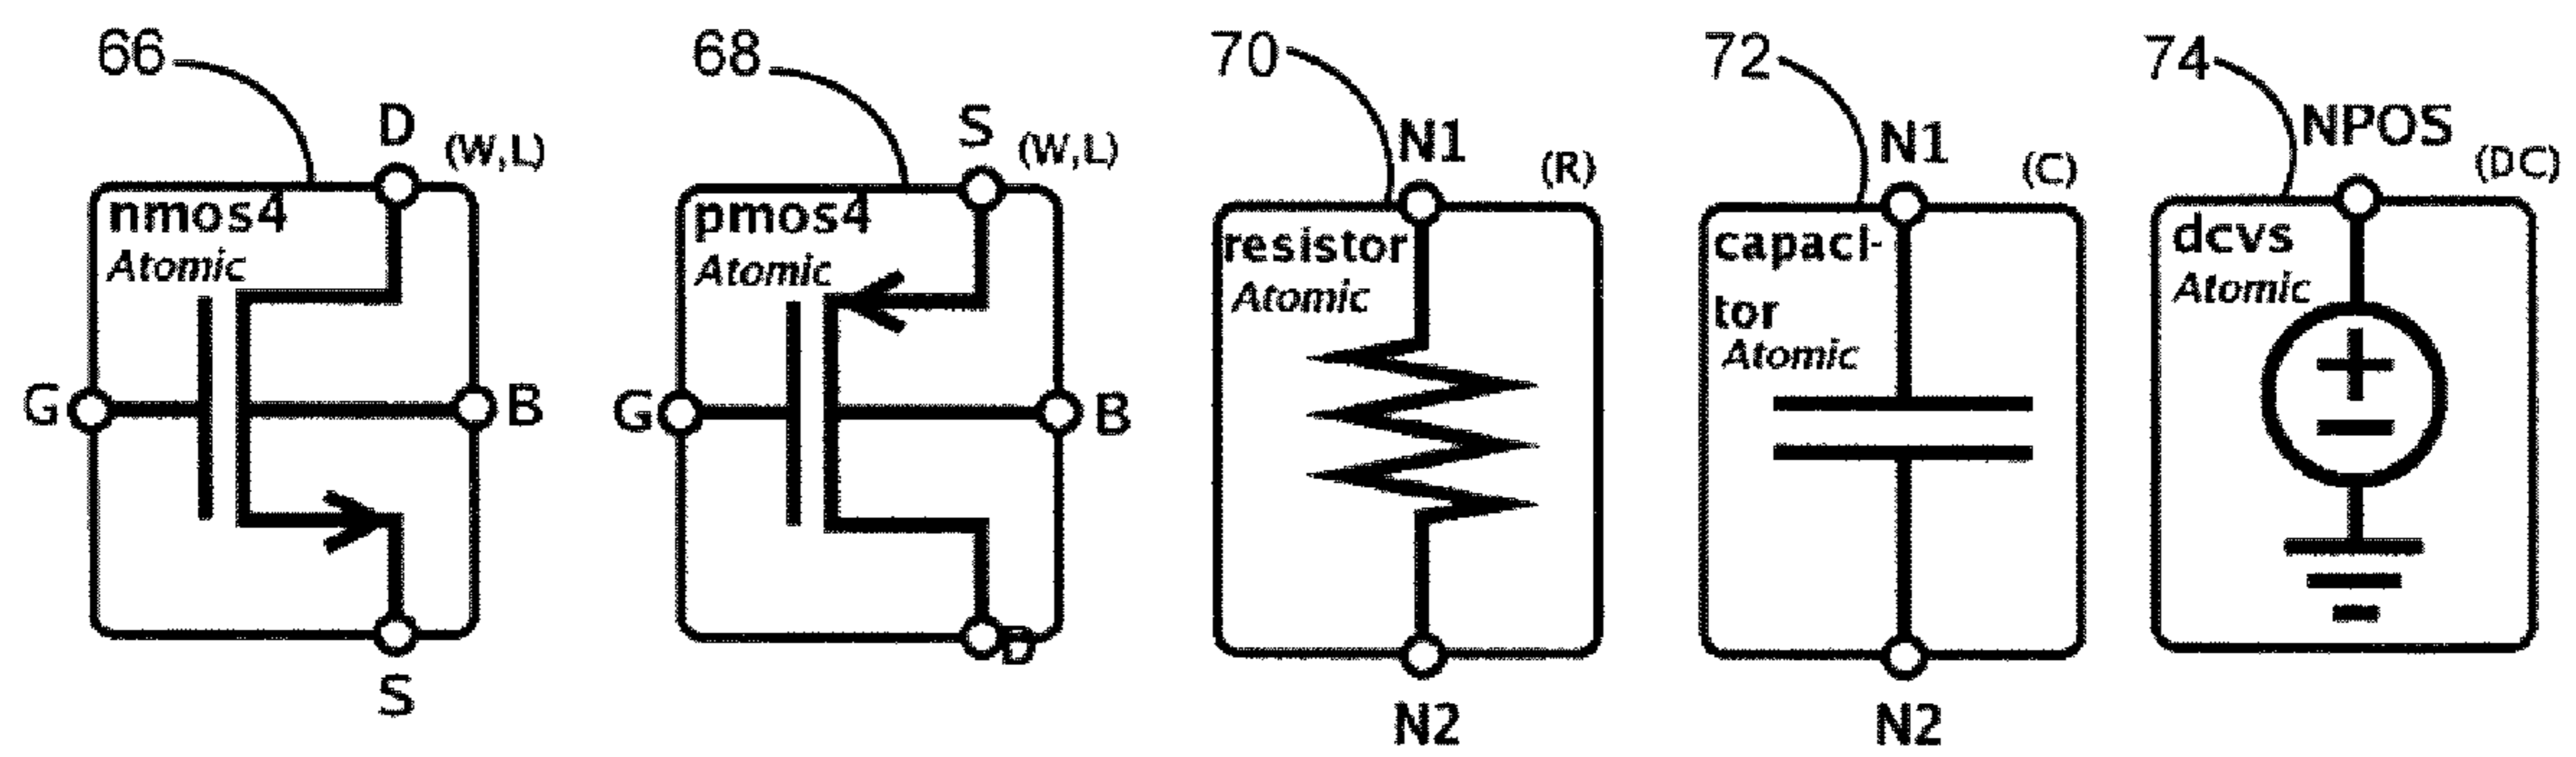 66
D (W,L)
nmos4
Atomic
G
B
S
68
S (W,L)
pmos4
Atomic
G
B
D
70
N1
(R)
resistor
Atomic
N2
72
N1
(C)
capaci-
tor
Atomic
N2
74
NPOS
(DC)
dcvs
Atomic